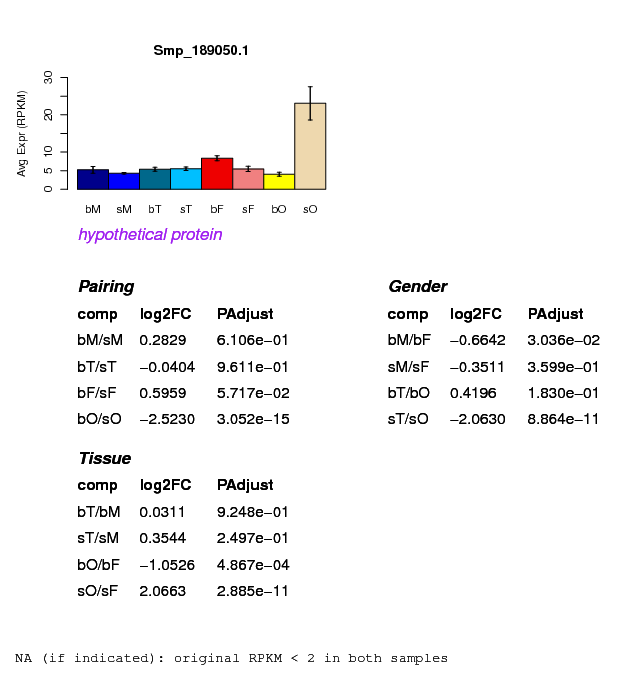 Smp_189050.1
Avg Expr (RPKM)
30
20
10
5
0
bM sM bT sT bF sF bO sO
hypothetical protein
Pairing
comp log2FC PAdjust
bM/sM 0.2829 6.106e−01
bT/sT −0.0404 9.611e−01
bF/sF 0.5959 5.717e−02
bO/sO −2.5230 3.052e−15
Gender
comp log2FC PAdjust
bM/bF −0.6642 3.036e−02
sM/sF −0.3511 3.599e−01
bT/bO 0.4196 1.830e−01
sT/sO −2.0630 8.864e−11
Tissue
comp log2FC PAdjust
bT/bM 0.0311 9.248e−01
sT/sM 0.3544 2.497e−01
bO/bF −1.0526 4.867e−04
sO/sF 2.0663 2.885e−11
NA (if indicated): original RPKM < 2 in both samples